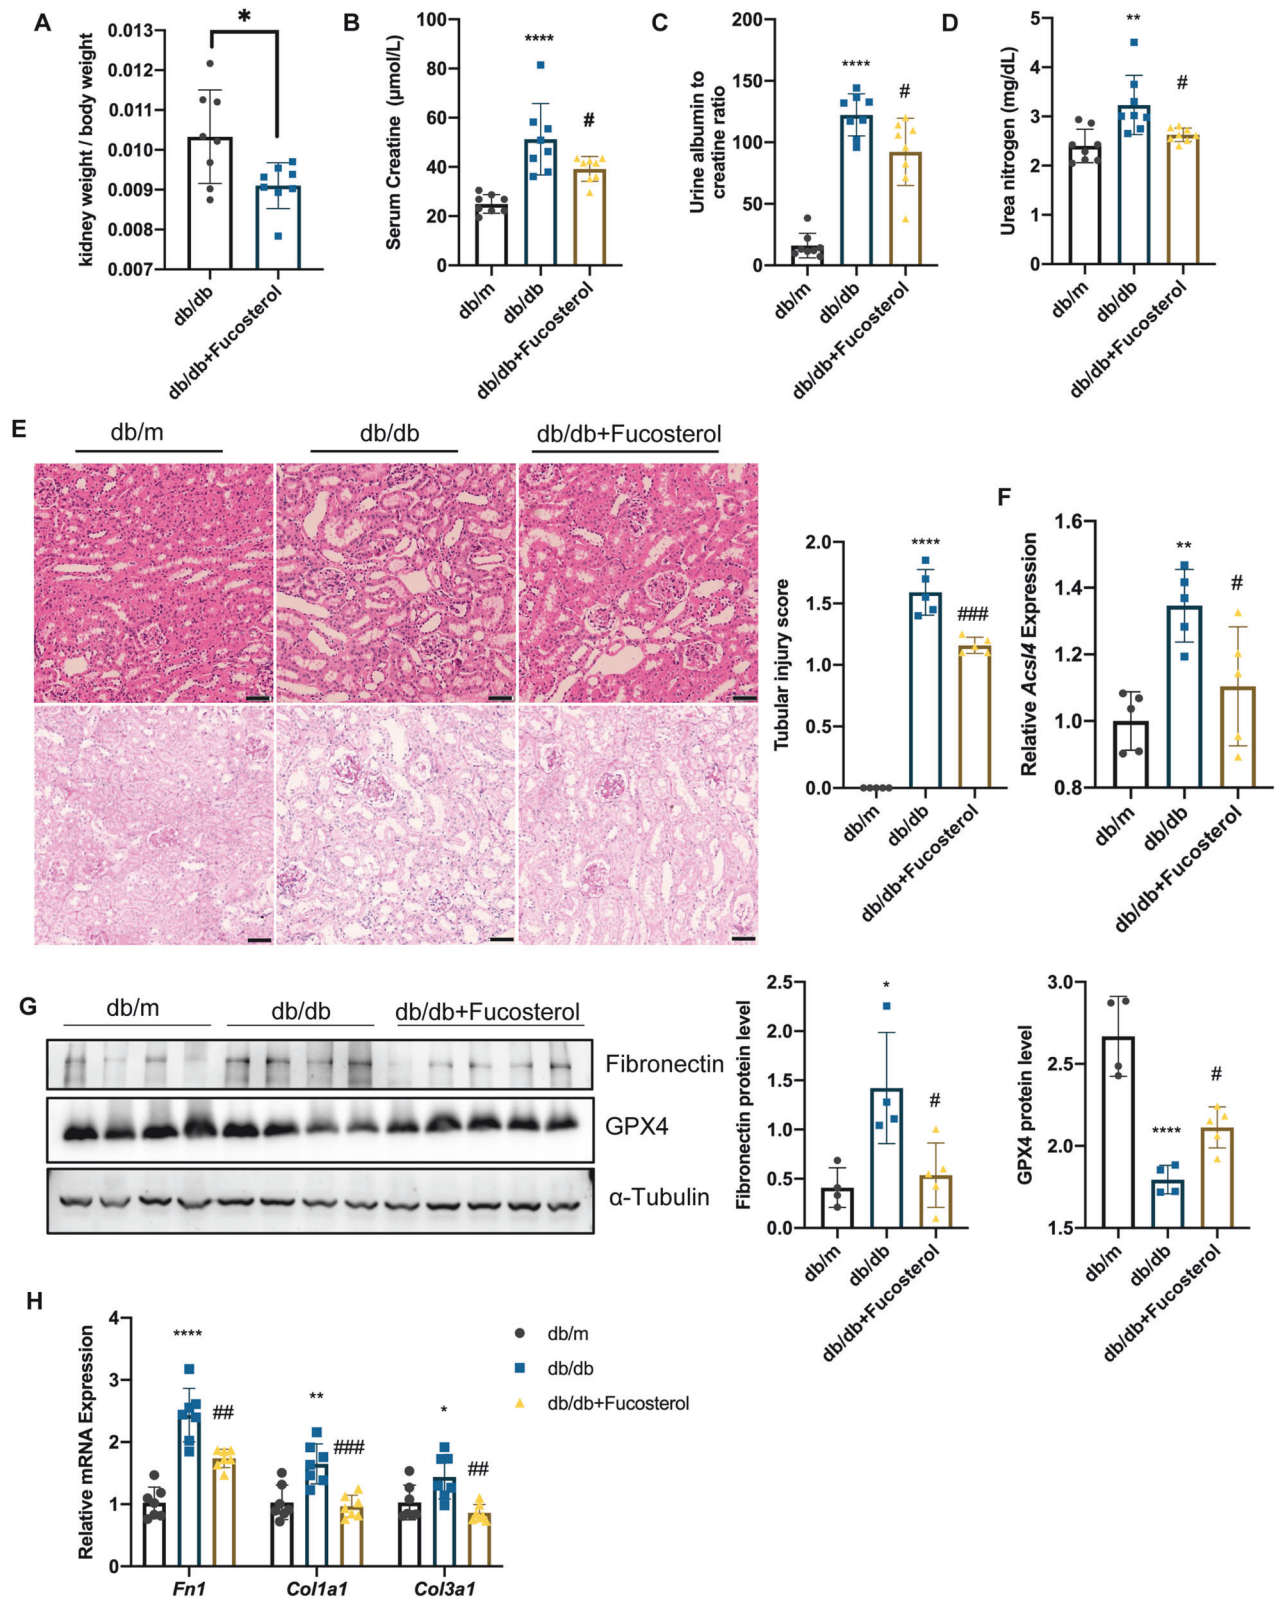 A
kidney weight / body weight
0.013
0.012
0.011
0.010
0.009
0.008
0.007
*
db/db
db/db+Fucosterol
B
Serum Creatine (μmol/L)
100
80
60
40
20
0
****
#
db/m
db/db
db/db+Fucosterol
C
Urine albumin to
creatine ratio
200
150
100
50
0
****
#
db/m
db/db
db/db+Fucosterol
D
Urea nitrogen (mg/dL)
5
4
3
2
1
0
**
#
db/m
db/db
db/db+Fucosterol
E
db/m
db/db
db/db+Fucosterol
Tubular injury score
2.0
1.5
1.0
0.5
0.0
****
###
db/m
db/db
db/db+Fucosterol
F
Relative Acsl4 Expression
1.6
1.4
1.2
1.0
0.8
**
#
db/m
db/db
db/db+Fucosterol
G
db/m
db/db
db/db+Fucosterol
Fibronectin
GPX4
α-Tubulin
Fibronectin protein level
2.5
2.0
1.5
1.0
0.5
0.0
*
#
db/m
db/db
db/db+Fucosterol
GPX4 protein level
3.0
2.5
2.0
1.5
****
#
db/m
db/db
db/db+Fucosterol
H
Relative mRNA Expression
4
3
2
1
0
****
##
**
###
*
##
Fn1
Col1a1
Col3a1
db/m
db/db
db/db+Fucosterol